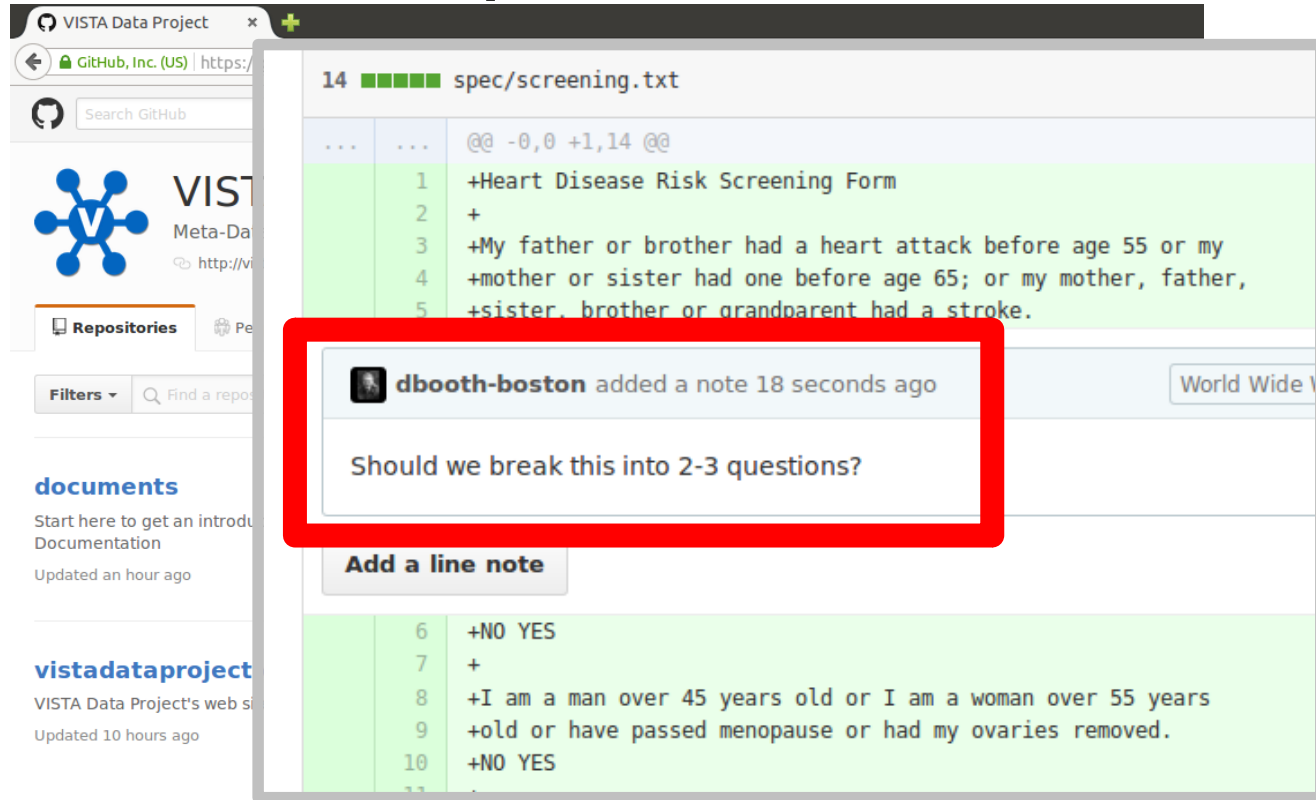 VISTA Data Project
GitHub, Inc. (US) https:/
Search GitHub
VIST
Meta-Da
http://vi
Repositories Pe
Filters Find a repos
documents
Start here to get an introdu
Documentation
Updated an hour ago
vistadataproject
VISTA Data Project's web si
Updated 10 hours ago
14 spec/screening.txt
... ... @@ -0,0 +1,14 @@
1 +Heart Disease Risk Screening Form
2 +
3 +My father or brother had a heart attack before age 55 or my
4 +mother or sister had one before age 65; or my mother, father,
5 +sister, brother or grandparent had a stroke.
dbooth-boston added a note 18 seconds ago
World Wide W
Should we break this into 2-3 questions?
Add a line note
6 +NO YES
7 +
8 +I am a man over 45 years old or I am a woman over 55 years
9 +old or have passed menopause or had my ovaries removed.
10 +NO YES
11 +